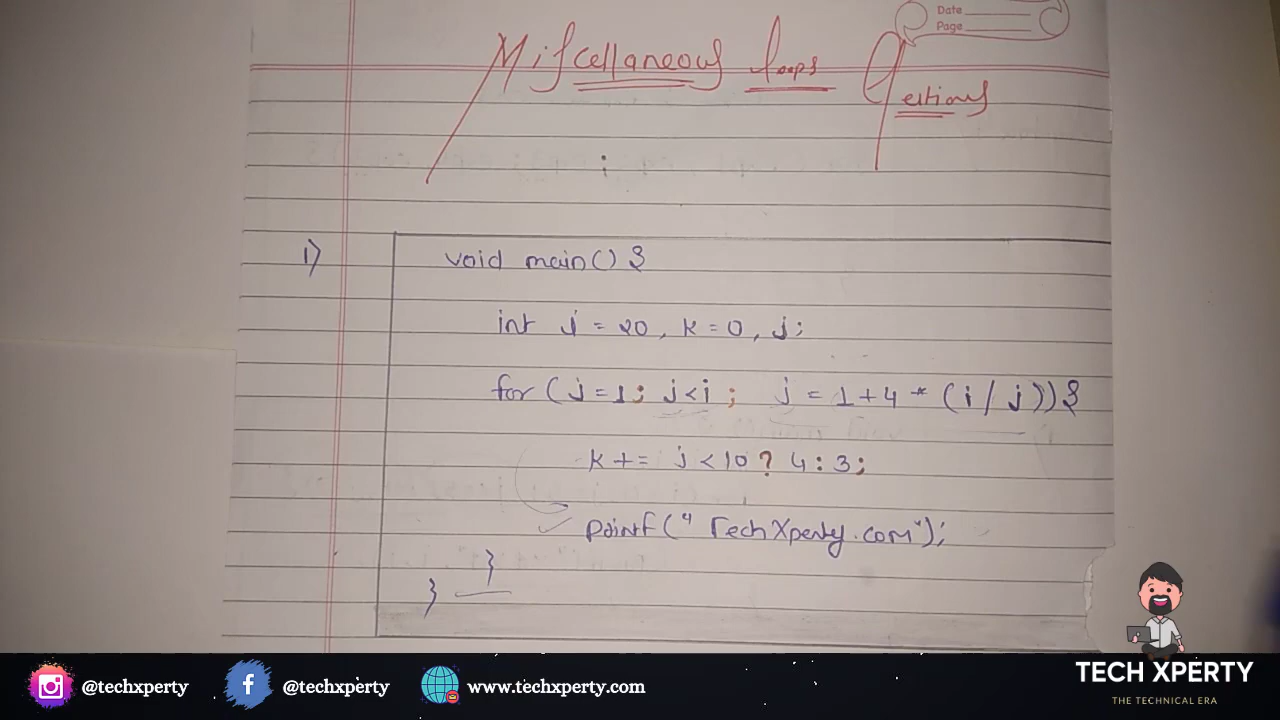 Date
Page
Miscellaneous loops Qestions
1)
void main() {
int i = 20, k = 0, j;
for (j=1; j<i; j = 1+4 * (i / j)){
k += j < 10 ? 4 : 3;
printf (" TechXperty.com");
}
}
@techxperty @techxperty www.techxperty.com
TECH XPERTY
THE TECHNICAL ERA